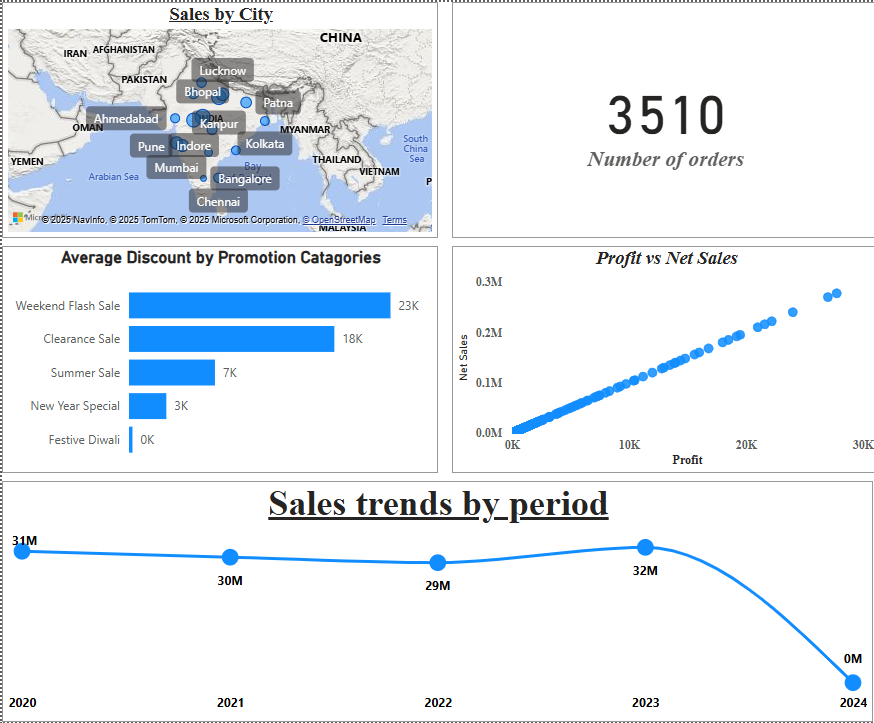 Sales by City
CHINA
IRAN
AFGHANISTAN
PAKISTAN
Lucknow
Bhopal
Patna
Ahmedabad
OMAN
INDIA
Kanpur
MYANMAR
Pune
Indore
Kolkata
South
China
Sea
YEMEN
THAILAND
Mumbai
Bay
VIETNAM
Arabian Sea
Bangalore
P
Chennai
Micr
© 2025 NavInfo, © 2025 TomTom, © 2025 Microsoft Corporation, © OpenStreetMap Terms
MALAYSIA
3510
Number of orders
Average Discount by Promotion Catagories
Weekend Flash Sale 23K
Clearance Sale 18K
Summer Sale 7K
New Year Special 3K
Festive Diwali 0K
Profit vs Net Sales
0.3M
0.2M
Net Sales
0.1M
0.0M
0K 10K 20K 30K
Profit
Sales trends by period
31M
30M
29M
32M
0M
2020 2021 2022 2023 2024